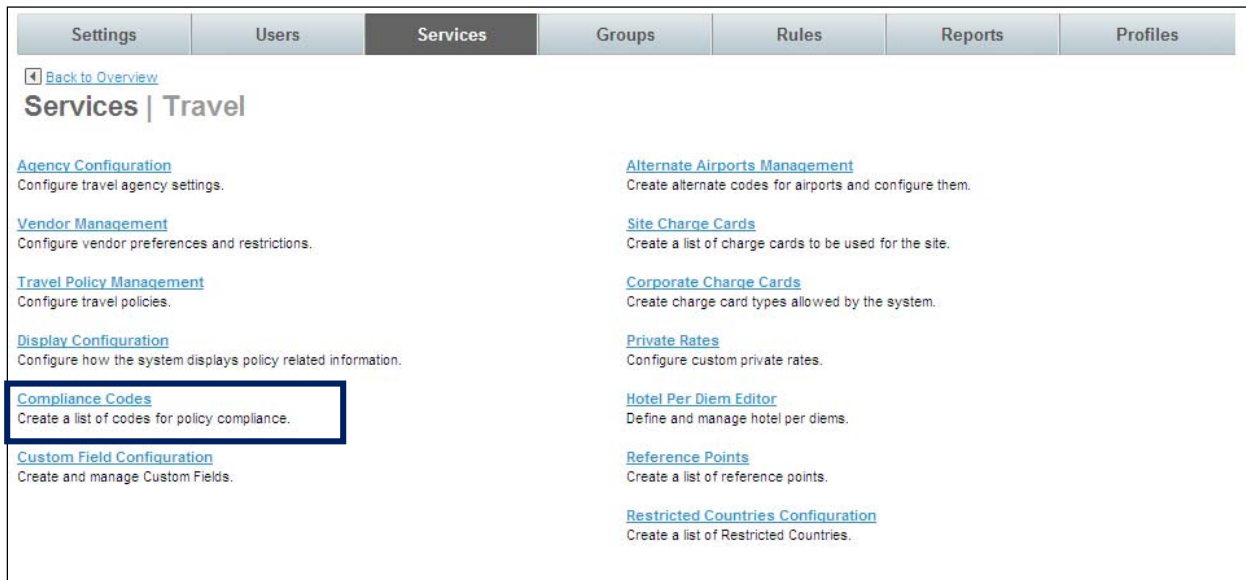 Settings
Users
Services
Groups
Rules
Reports
Profiles
Back to Overview
Services | Travel
Agency Configuration
Configure travel agency settings.
Vendor Management
Configure vendor preferences and restrictions.
Travel Policy Management
Configure travel policies.
Display Configuration
Configure how the system displays policy related information.
Compliance Codes
Create a list of codes for policy compliance.
Custom Field Configuration
Create and manage Custom Fields.
Alternate Airports Management
Create alternate codes for airports and configure them.
Site Charge Cards
Create a list of charge cards to be used for the site.
Corporate Charge Cards
Create charge card types allowed by the system.
Private Rates
Configure custom private rates.
Hotel Per Diem Editor
Define and manage hotel per diems.
Reference Points
Create a list of reference points.
Restricted Countries Configuration
Create a list of Restricted Countries.